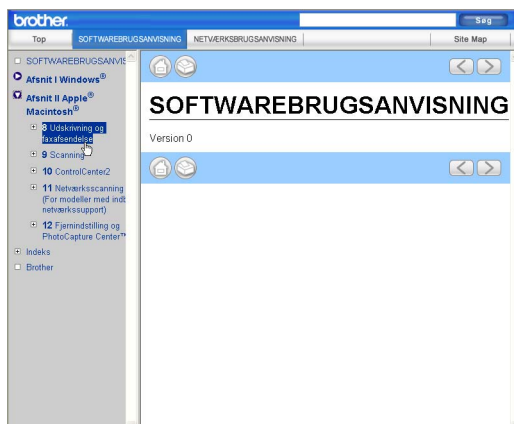 brother.
Søg
Top
SOFTWAREBRUGSANVISNING
NETVÆRKSBRUGSANVISNING
Site Map
SOFTWAREBRUGSANVIS
Afsnit I Windows®
Afsnit II Apple®
Macintosh®
8 Udskrivning og
faxafsendelse
9 Scanning
10 ControlCenter2
11 Netværksscanning
(For modeller med indb
netværkssupport)
12 Fjernindstilling og
PhotoCapture Center™
Indeks
Brother
SOFTWAREBRUGSANVISNING
Version 0